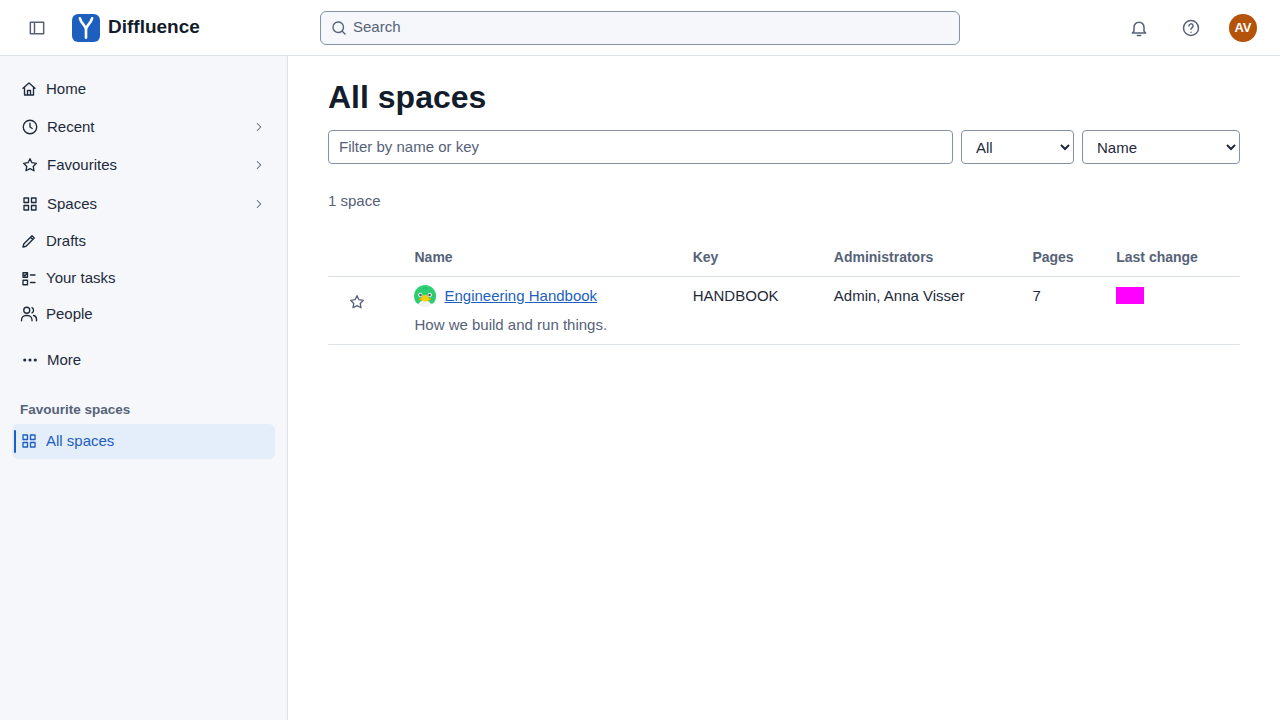 Diffluence
Search
AV
Home
Recent
Favourites
Spaces
Drafts
Your tasks
People
More
Favourite spaces
All spaces
All spaces
Filter by name or key
All
Name
1 space
Name Key Administrators Pages Last change
Engineering Handbook HANDBOOK Admin, Anna Visser 7
How we build and run things.